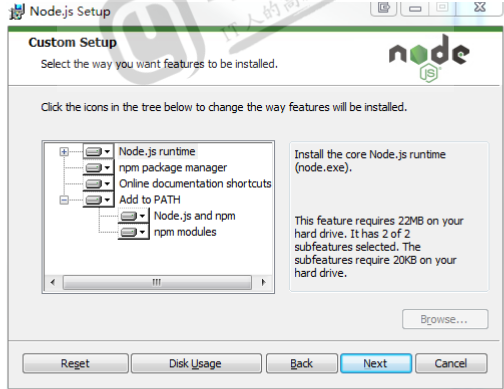 Node.js Setup
IT人的
Custom Setup
Select the way you want features to be installed.
node
JS
Click the icons in the tree below to change the way features will be installed.
Node.js runtime
npm package manager
Online documentation shortcuts
Add to PATH
Node.js and npm
npm modules
Install the core Node.js runtime
(node.exe).
This feature requires 22MB on your
hard drive. It has 2 of 2
subfeatures selected. The
subfeatures require 20KB on your
hard drive.
Browse...
Reset
Disk Usage
Back
Next
Cancel